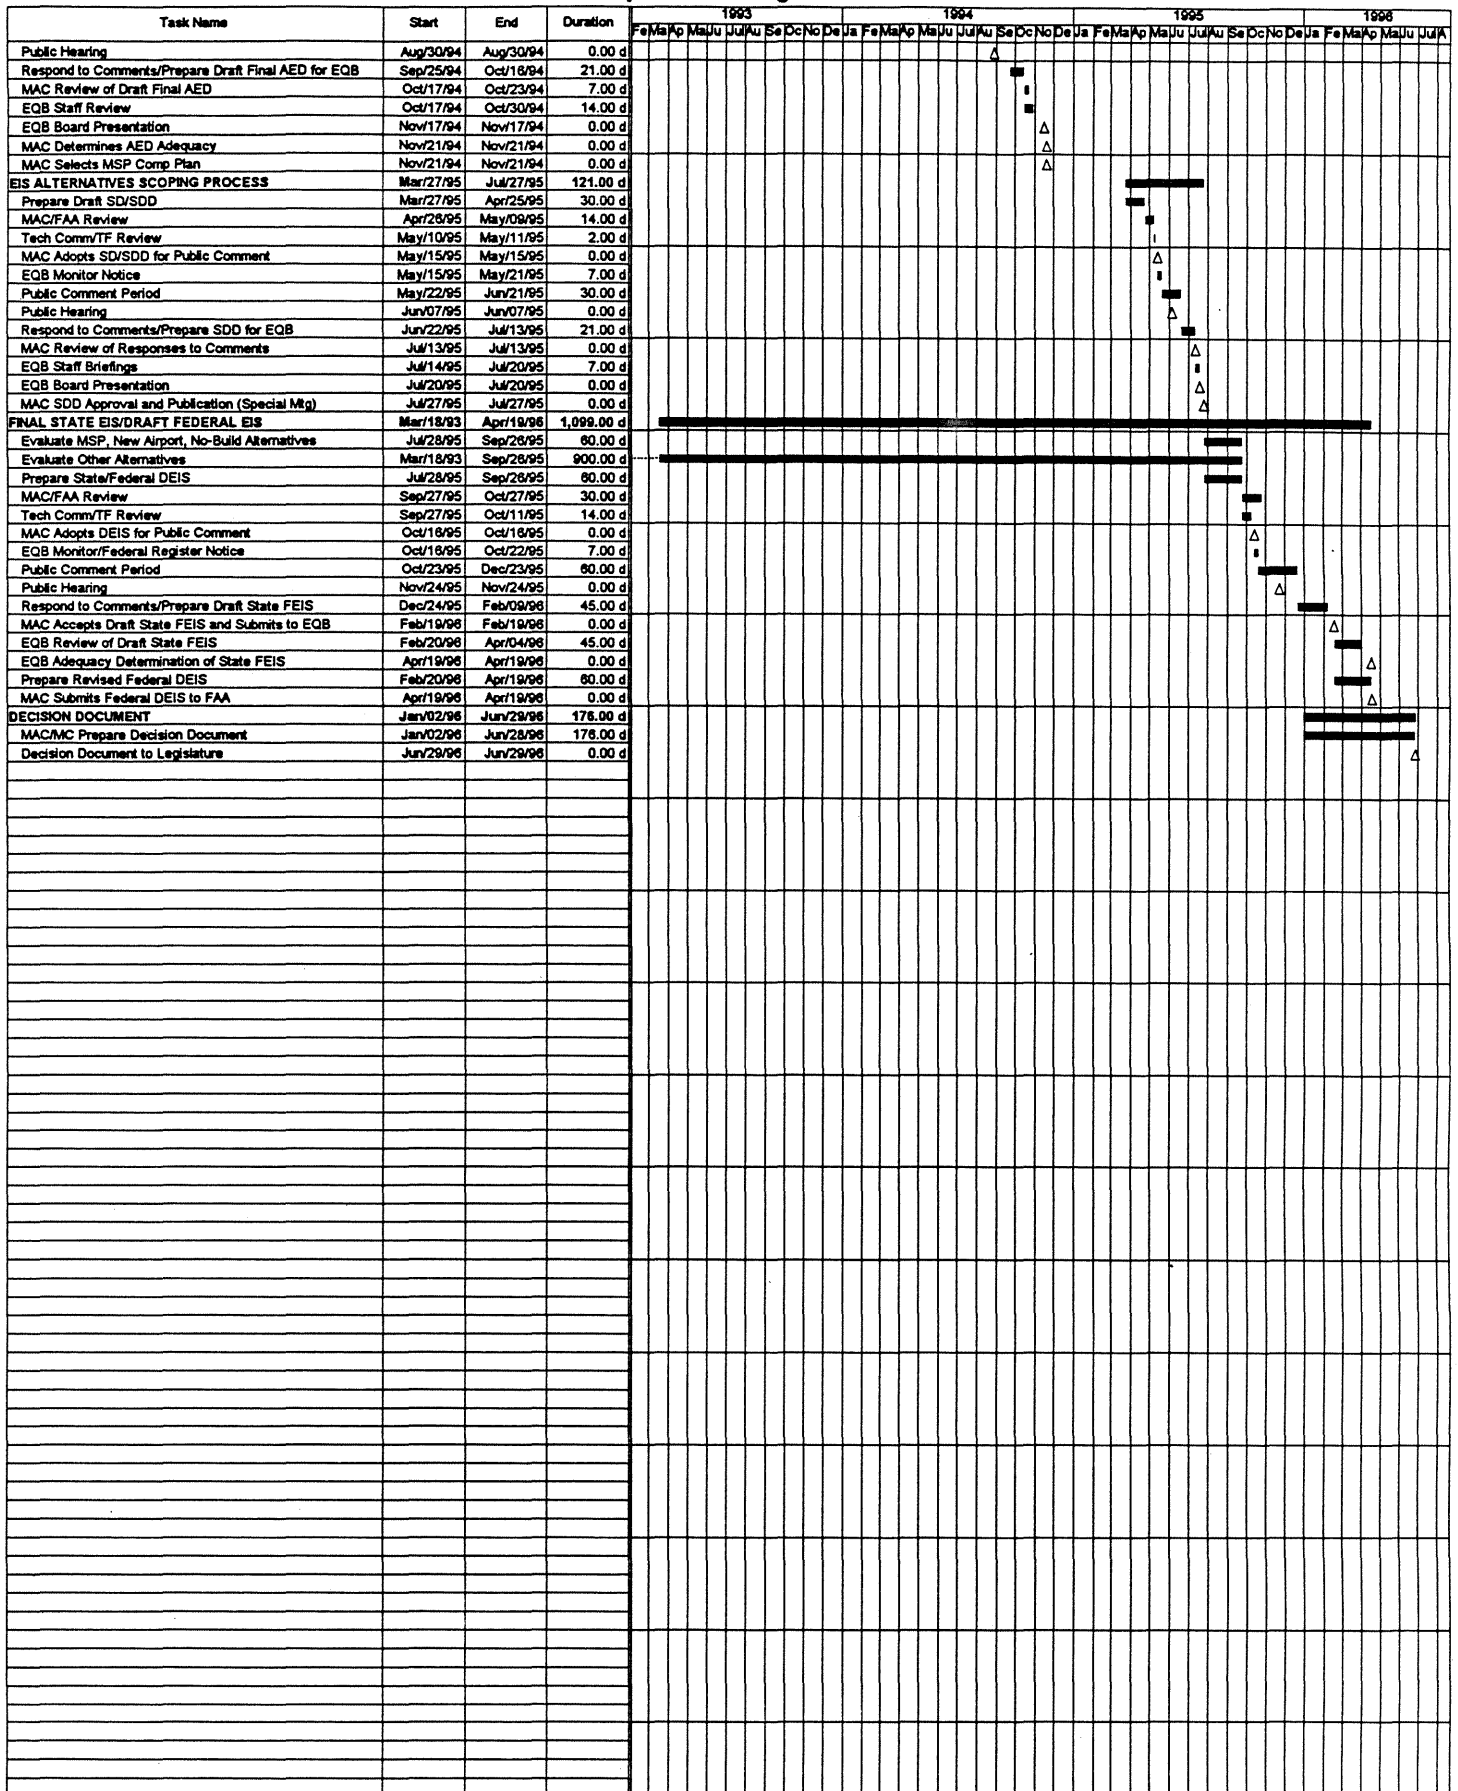 1993 1994 1995 1996
Task Name Start End Duration Fe Ma Ap Ma Ju Jul Au Se Oc No De Ja Fe Ma Ap Ma Ju Jul Au Se Oc No De Ja Fe Ma Ap Ma Ju Jul Au Se Oc No De Ja Fe Ma Ap Ma Ju Jul A
Public Hearing Aug/30/94 Aug/30/94 0.00 d
Respond to Comments/Prepare Draft Final AED for EQB Sep/25/94 Oct/16/94 21.00 d
MAC Review of Draft Final AED Oct/17/94 Oct/23/94 7.00 d
EQB Staff Review Oct/17/94 Oct/30/94 14.00 d
EQB Board Presentation Nov/17/94 Nov/17/94 0.00 d
MAC Determines AED Adequacy Nov/21/94 Nov/21/94 0.00 d
MAC Selects MSP Comp Plan Nov/21/94 Nov/21/94 0.00 d
EIS ALTERNATIVES SCOPING PROCESS Mar/27/95 Jul/27/95 121.00 d
Prepare Draft SD/SDD Mar/27/95 Apr/25/95 30.00 d
MAC/FAA Review Apr/26/95 May/09/95 14.00 d
Tech Comm/TF Review May/10/95 May/11/95 2.00 d
MAC Adopts SD/SDD for Public Comment May/15/95 May/15/95 0.00 d
EQB Monitor Notice May/15/95 May/21/95 7.00 d
Public Comment Period May/22/95 Jun/21/95 30.00 d
Public Hearing Jun/07/95 Jun/07/95 0.00 d
Respond to Comments/Prepare SDD for EQB Jun/22/95 Jul/13/95 21.00 d
MAC Review of Responses to Comments Jul/13/95 Jul/13/95 0.00 d
EQB Staff Briefings Jul/14/95 Jul/20/95 7.00 d
EQB Board Presentation Jul/20/95 Jul/20/95 0.00 d
MAC SDD Approval and Publication (Special Mtg) Jul/27/95 Jul/27/95 0.00 d
FINAL STATE EIS/DRAFT FEDERAL EIS Mar/18/93 Apr/19/96 1,099.00 d
Evaluate MSP, New Airport, No-Build Alternatives Jul/28/95 Sep/26/95 60.00 d
Evaluate Other Alternatives Mar/18/93 Sep/26/95 900.00 d
Prepare State/Federal DEIS Jul/28/95 Sep/26/95 60.00 d
MAC/FAA Review Sep/27/95 Oct/27/95 30.00 d
Tech Comm/TF Review Sep/27/95 Oct/11/95 14.00 d
MAC Adopts DEIS for Public Comment Oct/16/95 Oct/16/95 0.00 d
EQB Monitor/Federal Register Notice Oct/16/95 Oct/22/95 7.00 d
Public Comment Period Oct/23/95 Dec/23/95 60.00 d
Public Hearing Nov/24/95 Nov/24/95 0.00 d
Respond to Comments/Prepare Draft State FEIS Dec/24/95 Feb/09/96 45.00 d
MAC Accepts Draft State FEIS and Submits to EQB Feb/19/96 Feb/19/96 0.00 d
EQB Review of Draft State FEIS Feb/20/96 Apr/04/96 45.00 d
EQB Adequacy Determination of State FEIS Apr/19/96 Apr/19/96 0.00 d
Prepare Revised Federal DEIS Feb/20/96 Apr/19/96 60.00 d
MAC Submits Federal DEIS to FAA Apr/19/96 Apr/19/96 0.00 d
DECISION DOCUMENT Jan/02/96 Jun/29/96 176.00 d
MAC/MC Prepare Decision Document Jan/02/96 Jun/28/96 176.00 d
Decision Document to Legislature Jun/29/96 Jun/29/96 0.00 d